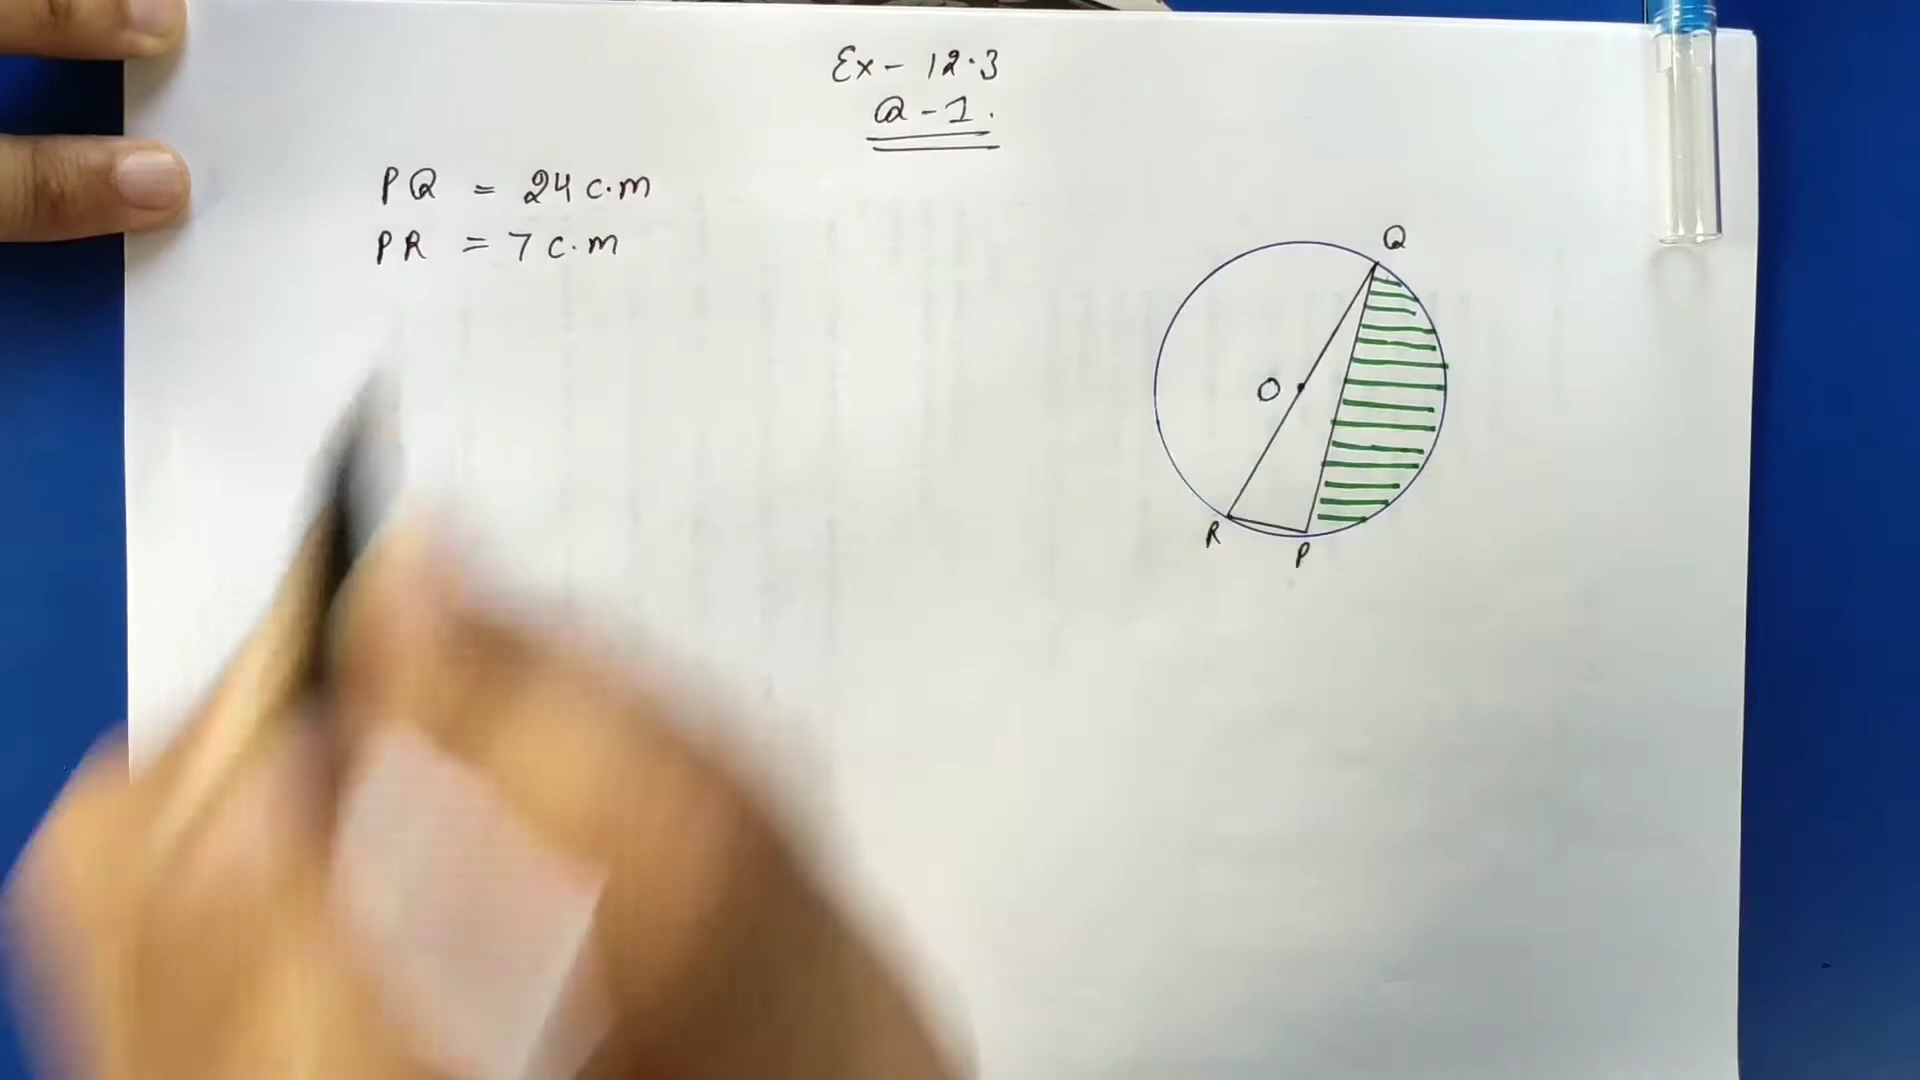 Ex - 12.3
Q - 1.
PQ = 24 c.m
PR = 7 c.m
Q
O
R
P